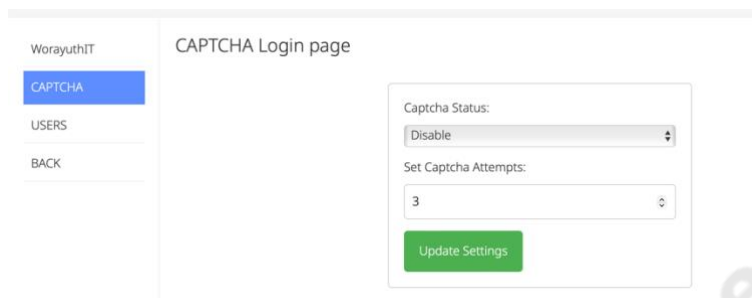 WorayuthIT
CAPTCHA
USERS
BACK
CAPTCHA Login page
Captcha Status:
Disable
Set Captcha Attempts:
3
Update Settings